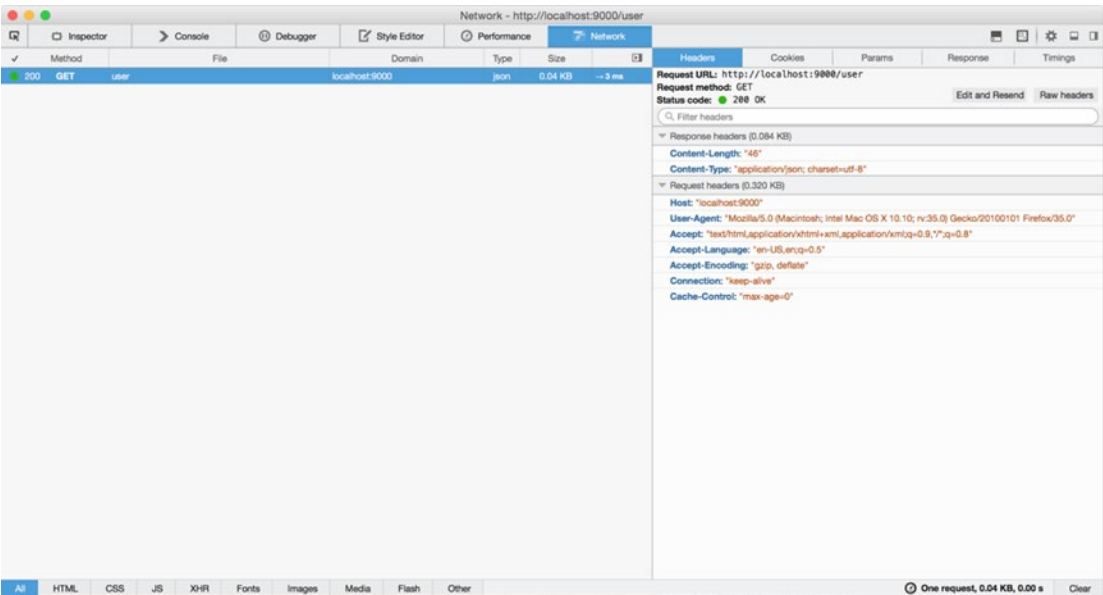 Network - http://localhost:9000/user
Inspector Console Debugger Style Editor Performance Network
✓ Method File Domain Type Size
200 GET user localhost:9000 json 0.04 KB → 3 ms
Headers Cookies Params Response Timings
Request URL: http://localhost:9000/user
Request method: GET
Status code: 200 OK
Edit and Resend Raw headers
Filter headers
Response headers (0.084 KB)
Content-Length: "46"
Content-Type: "application/json; charset=utf-8"
Request headers (0.320 KB)
Host: "localhost:9000"
User-Agent: "Mozilla/5.0 (Macintosh; Intel Mac OS X 10.10; rv:35.0) Gecko/20100101 Firefox/35.0"
Accept: "text/html,application/xhtml+xml,application/xml;q=0.9,*/*;q=0.8"
Accept-Language: "en-US,en;q=0.5"
Accept-Encoding: "gzip, deflate"
Connection: "keep-alive"
Cache-Control: "max-age=0"
All HTML CSS JS XHR Fonts Images Media Flash Other
One request, 0.04 KB, 0.00 s Clear